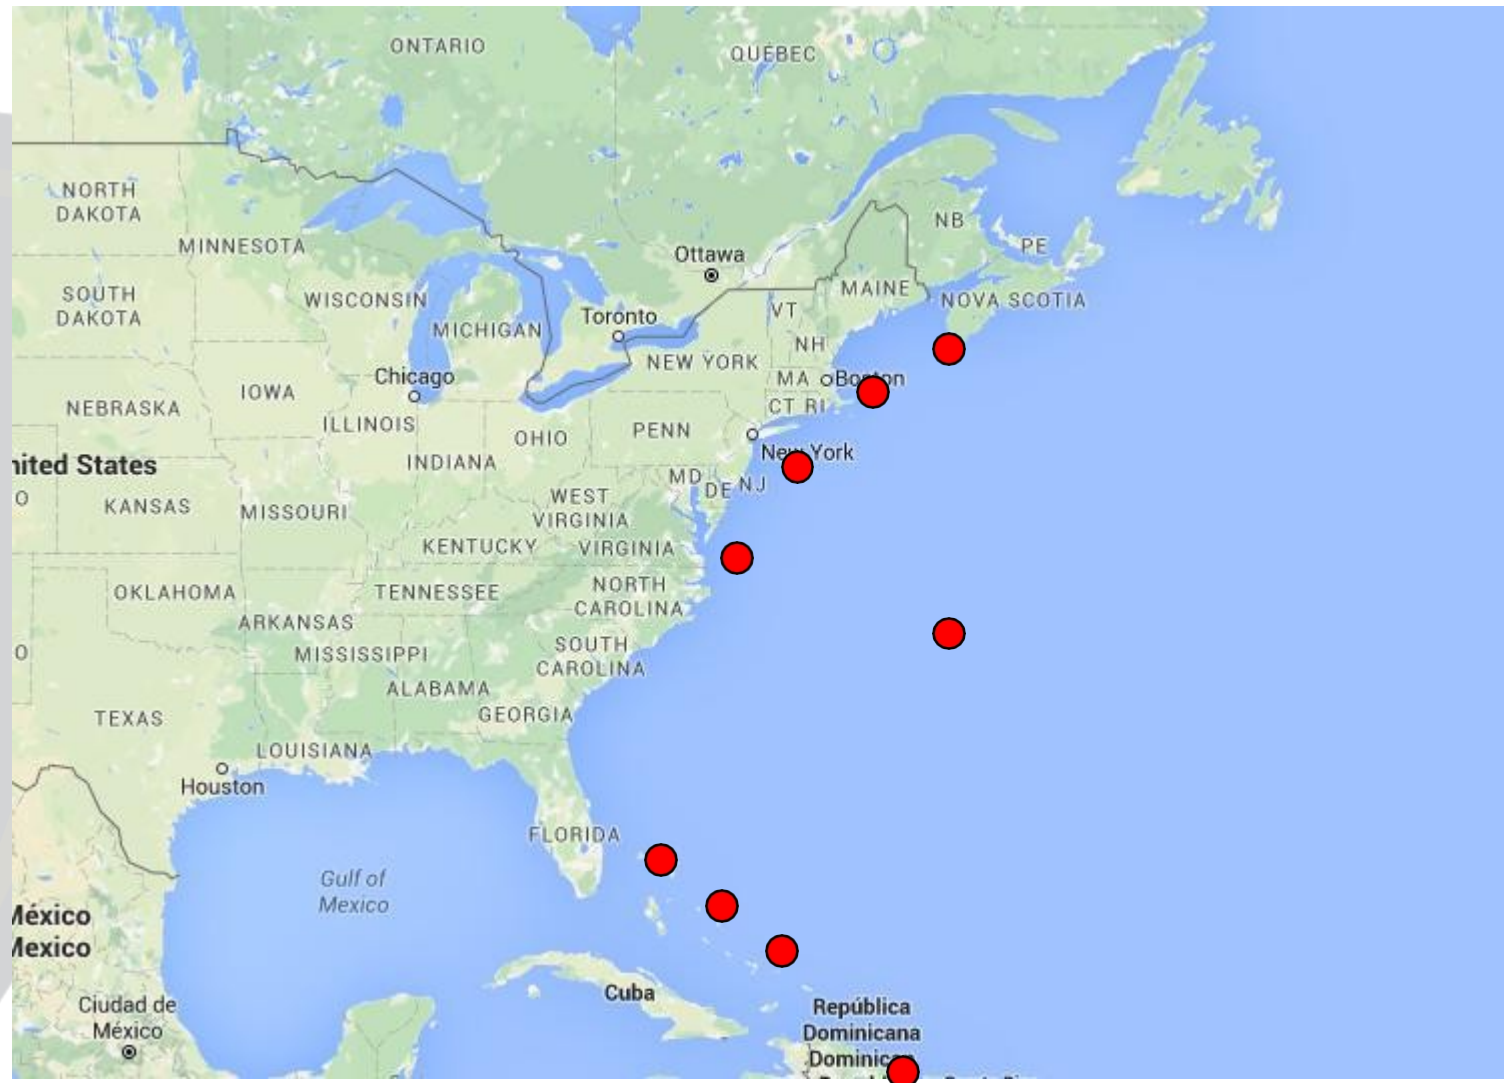 ONTARIO
QUÉBEC
NORTH
DAKOTA
MINNESOTA
NB
PE
Ottawa
SOUTH
DAKOTA
WISCONSIN
MICHIGAN
Toronto
VT
MAINE
NOVA SCOTIA
NH
NEW YORK
Chicago
MA
Boston
IOWA
NEBRASKA
ILLINOIS
CT RI
OHIO
PENN
New York
INDIANA
nited States
MD
DE
NJ
O
KANSAS
MISSOURI
WEST
VIRGINIA
KENTUCKY
VIRGINIA
OKLAHOMA
TENNESSEE
NORTH
CAROLINA
ARKANSAS
O
MISSISSIPPI
SOUTH
CAROLINA
ALABAMA
TEXAS
GEORGIA
LOUISIANA
Houston
FLORIDA
Gulf of
Mexico
México
Mexico
Cuba
Ciudad de
México
República
Dominicana